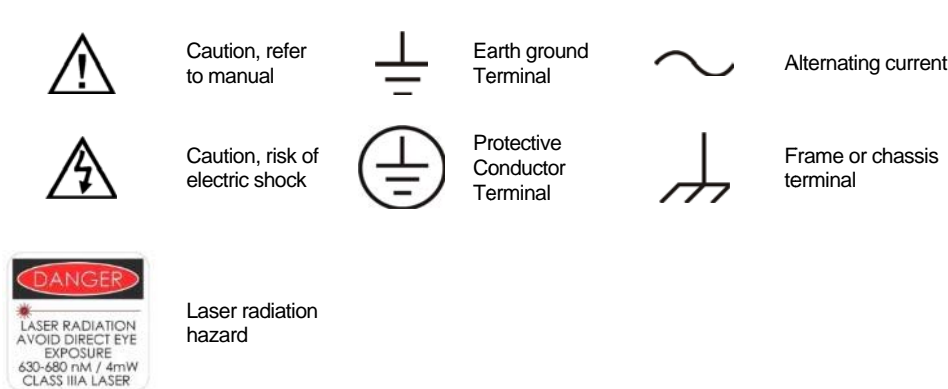 Caution, refer
to manual
Earth ground
Terminal
Alternating current
Caution, risk of
electric shock
Protective
Conductor
Terminal
Frame or chassis
terminal
DANGER
LASER RADIATION
AVOID DIRECT EYE
EXPOSURE
630-680 nM / 4mW
CLASS IIIA LASER
Laser radiation
hazard